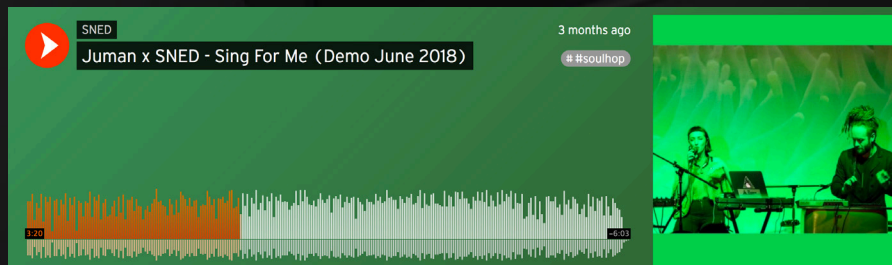 SNED
3 months ago
Juman x SNED - Sing For Me (Demo June 2018)
# #soulhop
3:20
-6:03